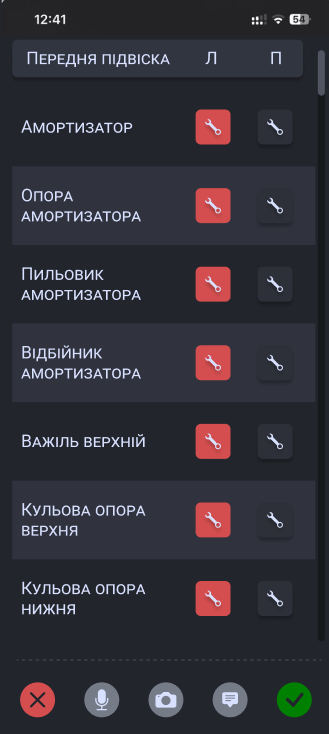 12:41
54
Передня підвіска Л П
Амортизатор
Опора
амортизатора
Пильовик
амортизатора
Відбійник
амортизатора
Важіль верхній
Кульова опора
верхня
Кульова опора
нижня